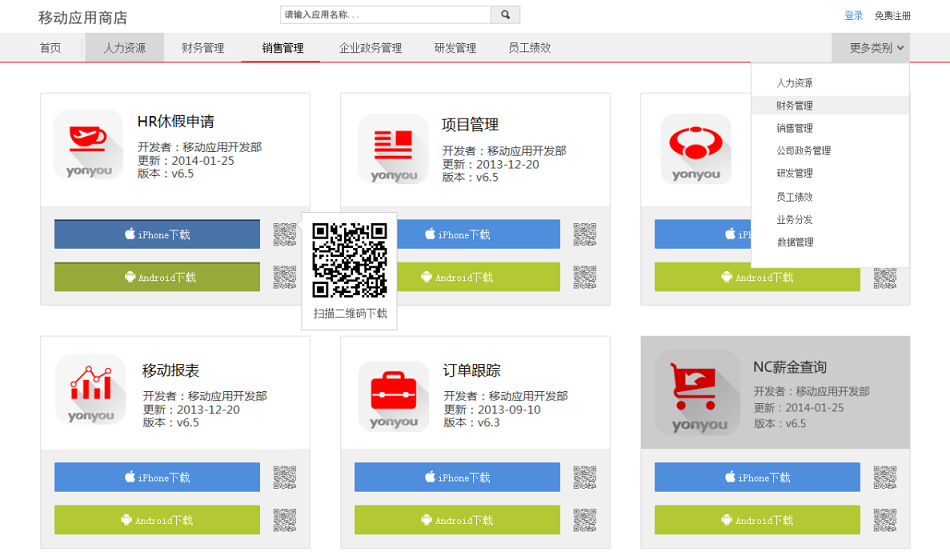 移动应用商店
请输入应用名称...
登录 免费注册
首页 人力资源 财务管理 销售管理 企业政务管理 研发管理 员工绩效 更多类别
人力资源
财务管理
销售管理
公司政务管理
研发管理
员工绩效
业务分发
数据管理
yonyou
HR休假申请
开发者：移动应用开发部
更新：2014-01-25
版本：v6.5
iPhone下载
Android下载
扫描二维码下载
yonyou
项目管理
开发者：移动应用开发部
更新：2013-12-20
版本：v6.5
iPhone下载
Android下载
yonyou
iPh
Android下载
yonyou
移动报表
开发者：移动应用开发部
更新：2013-12-20
版本：v6.5
iPhone下载
Android下载
yonyou
订单跟踪
开发者：移动应用开发部
更新：2013-09-10
版本：v6.3
iPhone下载
Android下载
yonyou
NC薪金查询
开发者：移动应用开发部
更新：2014-01-25
版本：v6.5
iPhone下载
Android下载